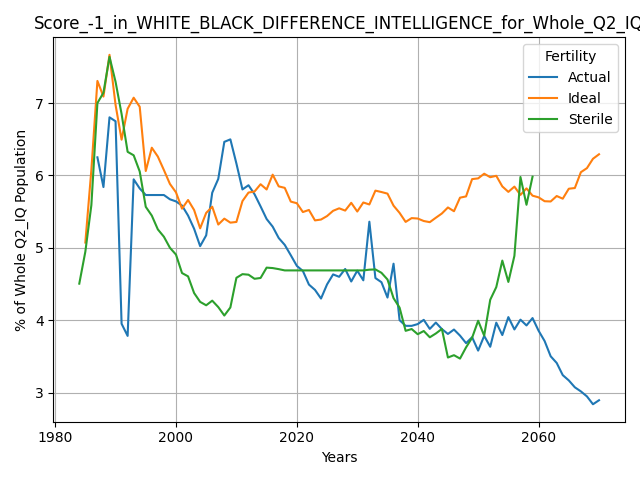 Score_-1_in_WHITE_BLACK_DIFFERENCE_INTELLIGENCE_for_Whole_Q2_IQ
Fertility
Actual
Ideal
Sterile
% of Whole Q2_IQ Population
7
6
5
4
3
1980
2000
2020
2040
2060
Years